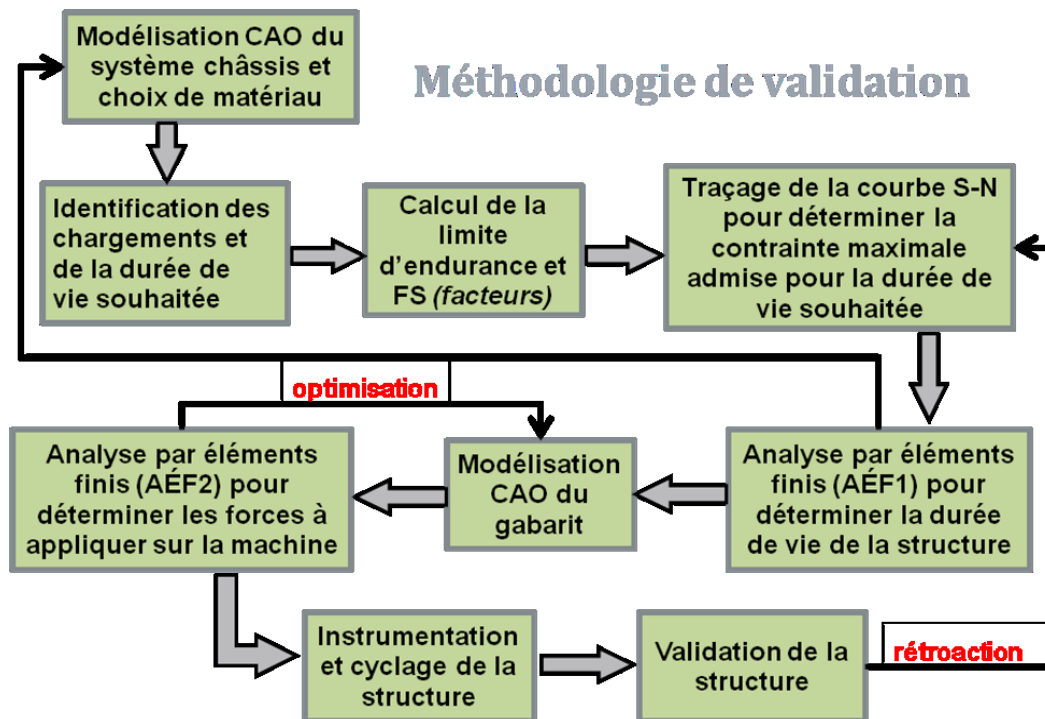 Modélisation CAO du
système châssis et
choix de matériau
Méthodologie de validation
Identification des
chargements et
de la durée de
vie souhaitée
Calcul de la
limite
d'endurance et
FS (facteurs)
Traçage de la courbe S-N
pour déterminer la
contrainte maximale
admise pour la durée de
vie souhaitée
optimisation
Analyse par éléments
finis (AÉF2) pour
déterminer les forces à
appliquer sur la machine
Modélisation
CAO du
gabarit
Analyse par éléments
finis (AÉF1) pour
déterminer la durée
de vie de la structure
Instrumentation
et cyclage de la
structure
Validation de la
structure
rétroaction